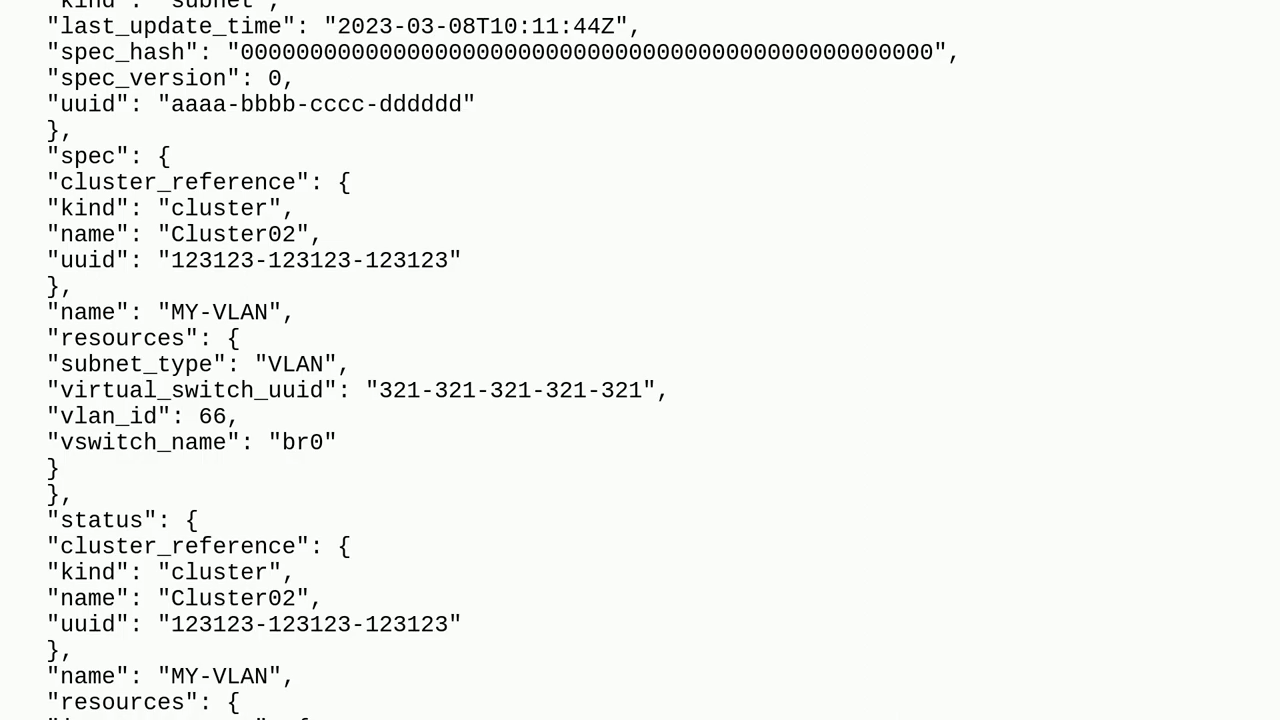 "kind": "subnet",
"last_update_time": "2023-03-08T10:11:44Z",
"spec_hash": "00000000000000000000000000000000000000000000000000",
"spec_version": 0,
"uuid": "aaaa-bbbb-cccc-dddddd"
},
"spec": {
"cluster_reference": {
"kind": "cluster",
"name": "Cluster02",
"uuid": "123123-123123-123123"
},
"name": "MY-VLAN",
"resources": {
"subnet_type": "VLAN",
"virtual_switch_uuid": "321-321-321-321-321",
"vlan_id": 66,
"vswitch_name": "br0"
}
},
"status": {
"cluster_reference": {
"kind": "cluster",
"name": "Cluster02",
"uuid": "123123-123123-123123"
},
"name": "MY-VLAN",
"resources": {